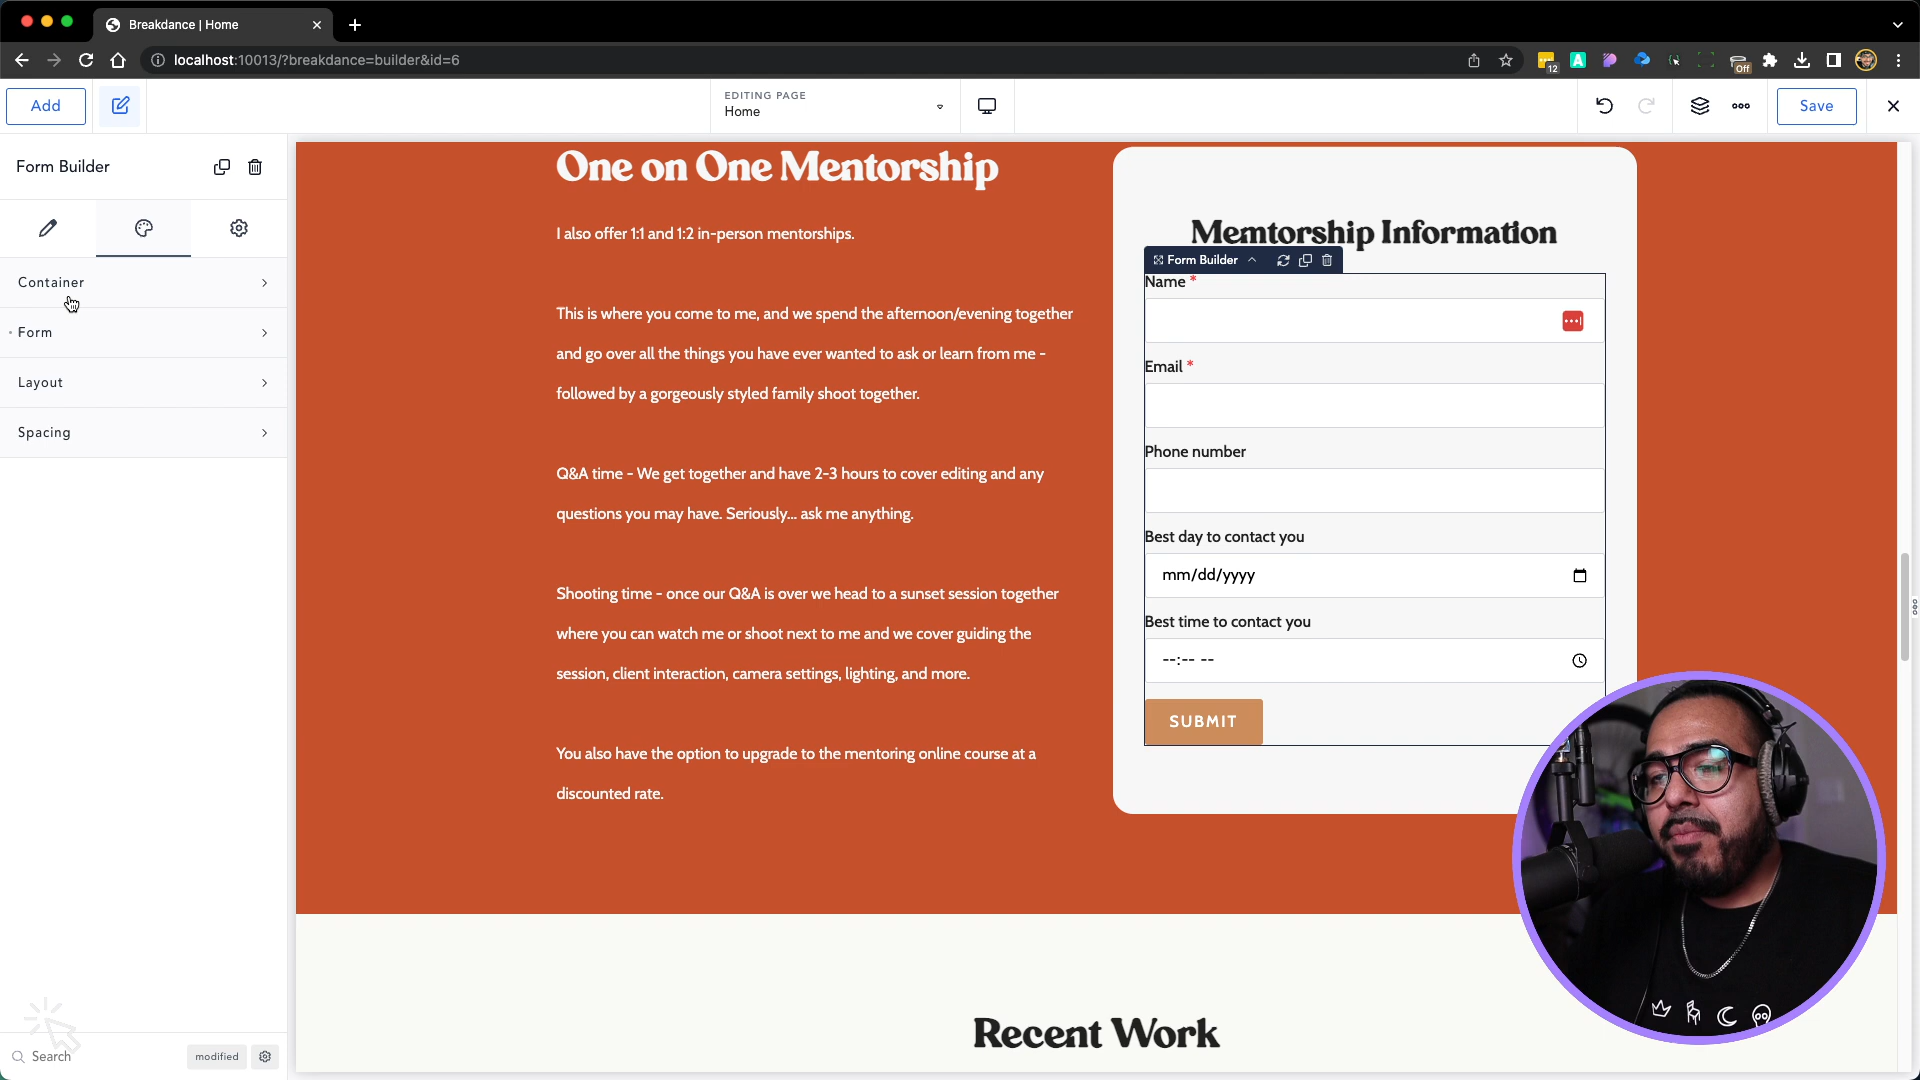 Breakdance | Home
localhost:10013/?breakdance=builder&id=6
12
A
Off
Add
EDITING PAGE
Home
Save
Form Builder
Container
Form
Layout
Spacing
Search
modified
One on One Mentorship
I also offer 1:1 and 1:2 in-person mentorships.
This is where you come to me, and we spend the afternoon/evening together
and go over all the things you have ever wanted to ask or learn from me -
followed by a gorgeously styled family shoot together.
Q&A time - We get together and have 2-3 hours to cover editing and any
questions you may have. Seriously... ask me anything.
Shooting time - once our Q&A is over we head to a sunset session together
where you can watch me or shoot next to me and we cover guiding the
session, client interaction, camera settings, lighting, and more.
You also have the option to upgrade to the mentoring online course at a
discounted rate.
Memtorship Information
Form Builder
Name *
Email *
Phone number
Best day to contact you
mm/dd/yyyy
Best time to contact you
--:-- --
SUBMIT
Recent Work